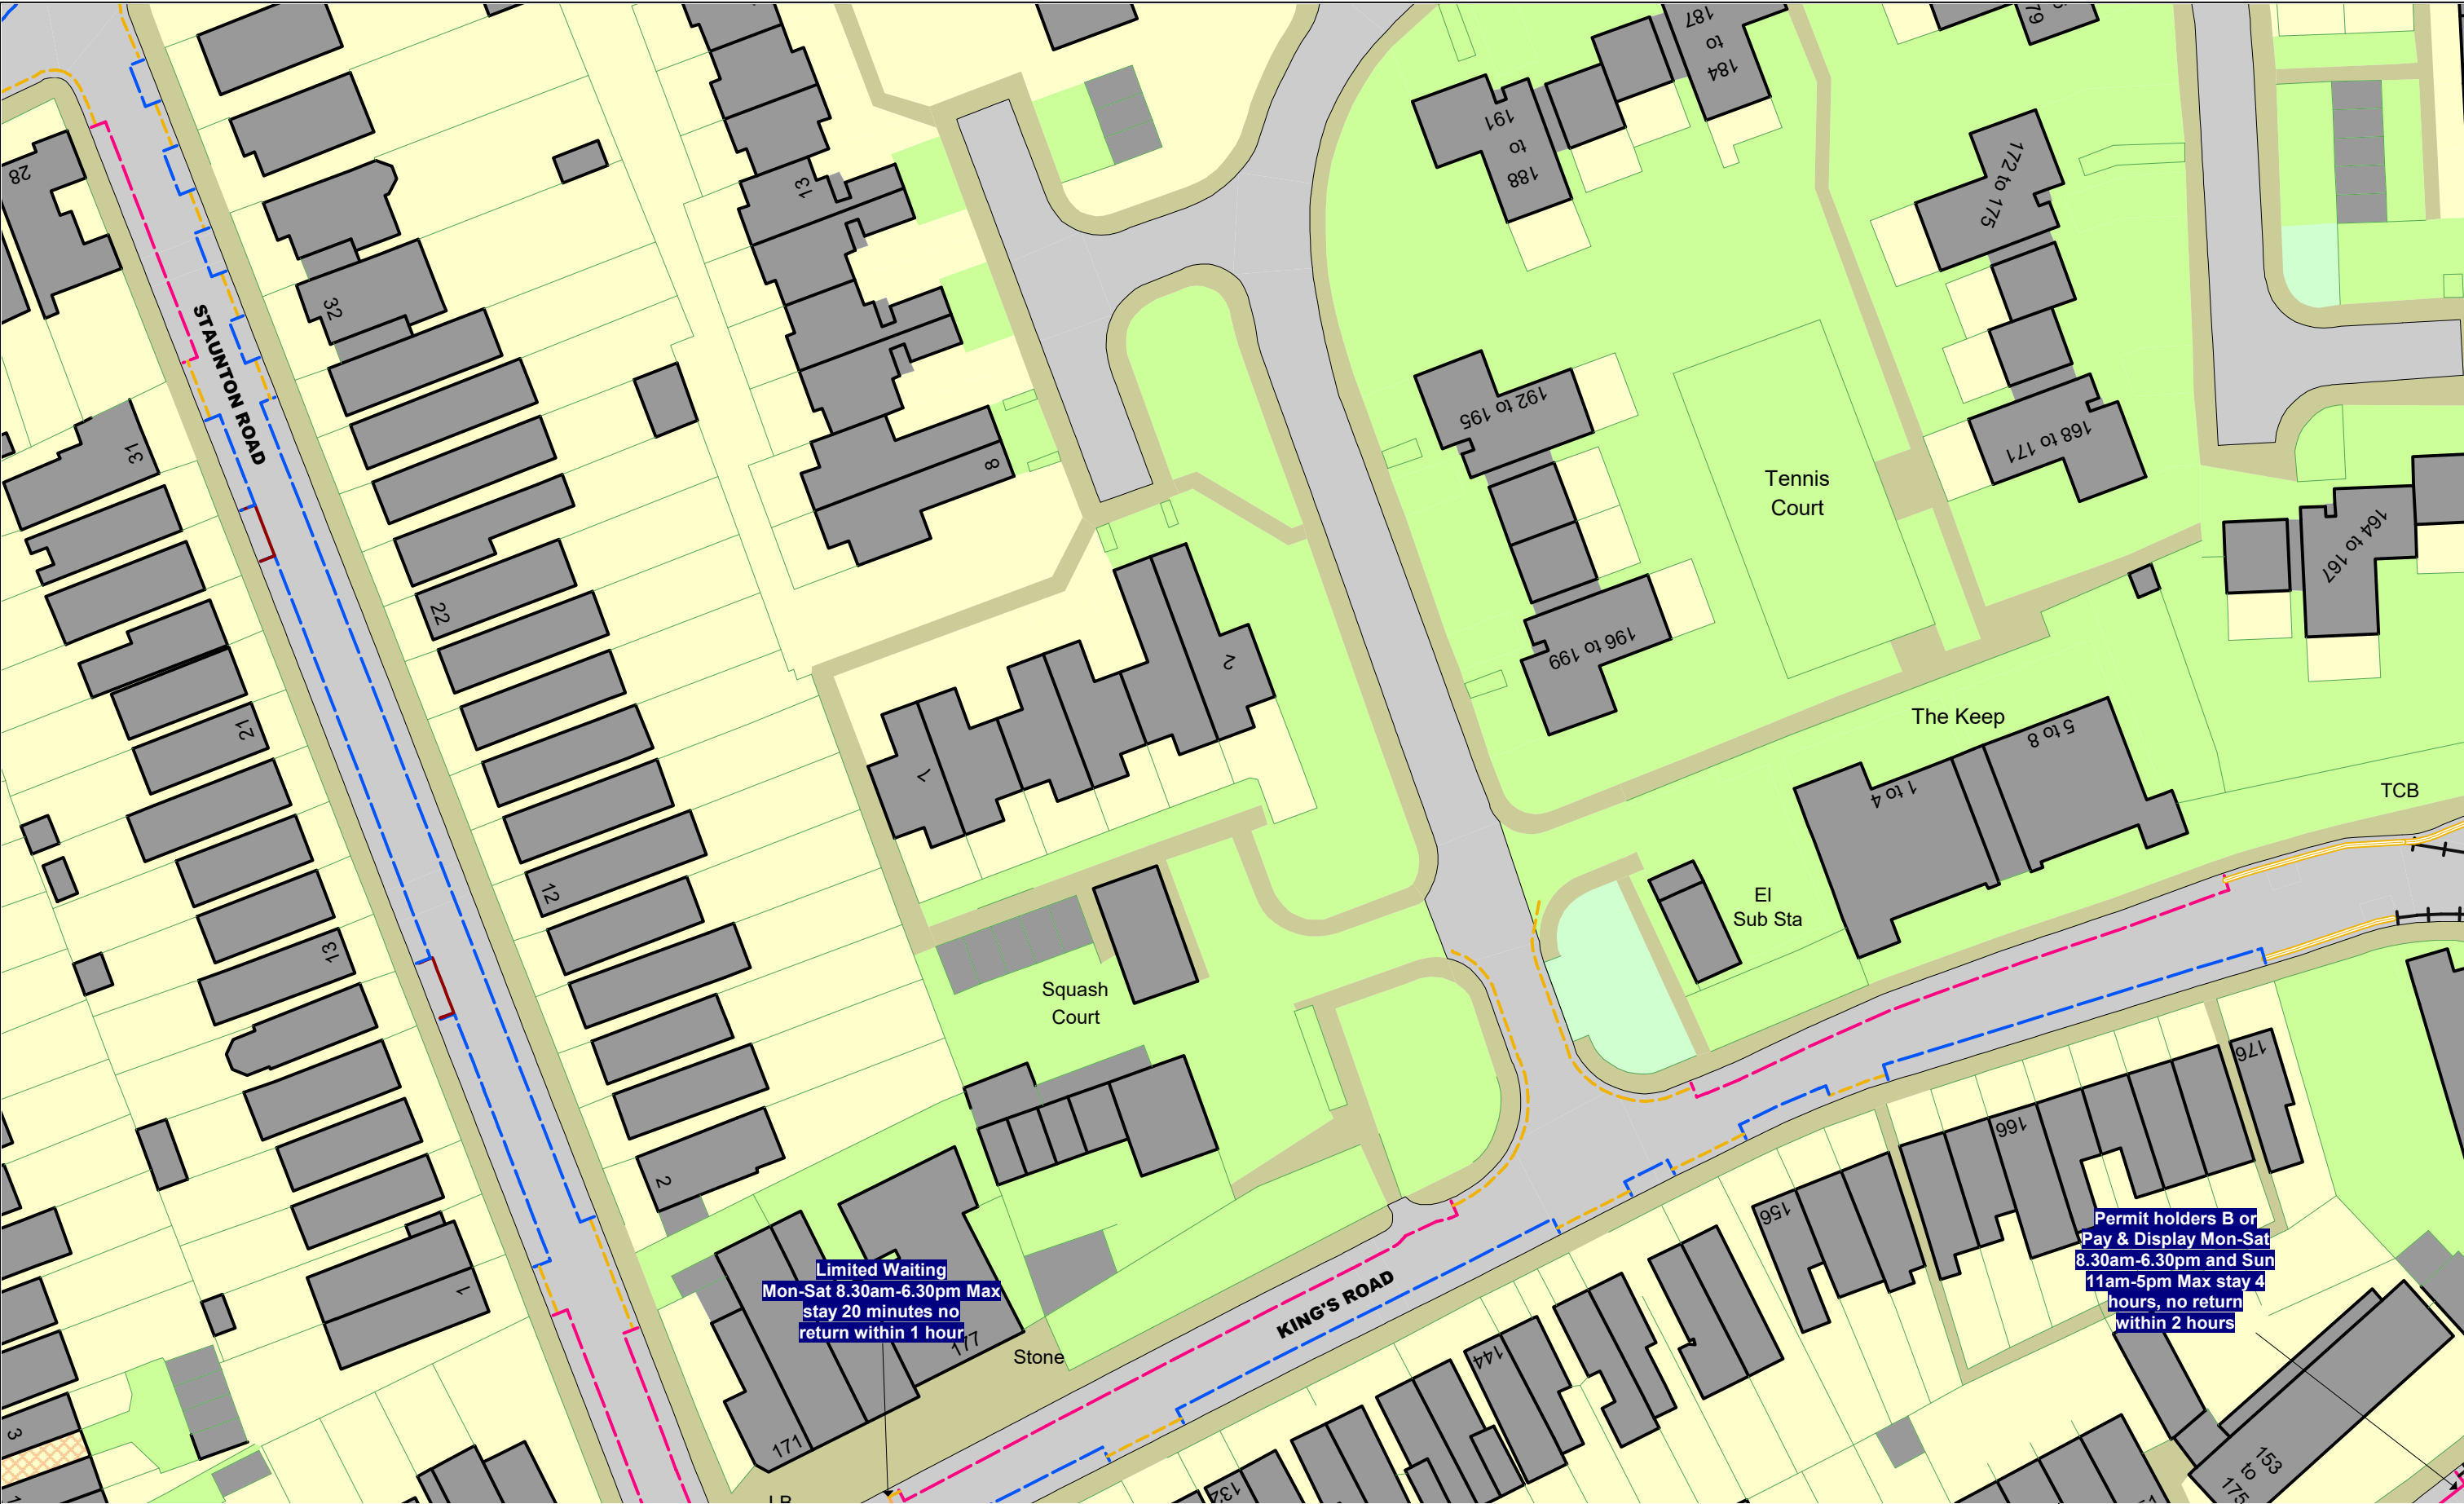 187
to
184
79
191
to
188
172 to 175
28
13
32
STAUNTON ROAD
192 to 195
31
8
168 to 171
Tennis
Court
164 to 167
22
196 to 199
2
21
The Keep
5 to 8
1
1 to 4
TCB
12
El
Sub Sta
13
Squash
Court
176
166
2
156
Permit holders B or
Pay & Display Mon-Sat
8.30am-6.30pm and Sun
11am-5pm Max stay 4
hours, no return
within 2 hours
Limited Waiting
Mon-Sat 8.30am-6.30pm Max
stay 20 minutes no
return within 1 hour
1
KING'S ROAD
177
Stone
144
3
171
153
to
175
132
LB